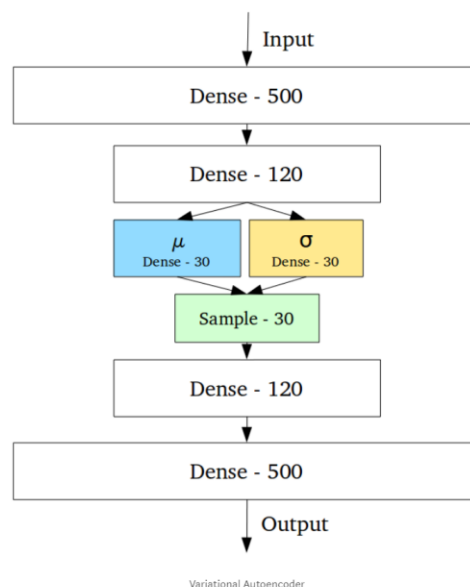 Input
Dense - 500
Dense - 120
μ
Dense - 30
σ
Dense - 30
Sample - 30
Dense - 120
Dense - 500
Output
Variational Autoencoder